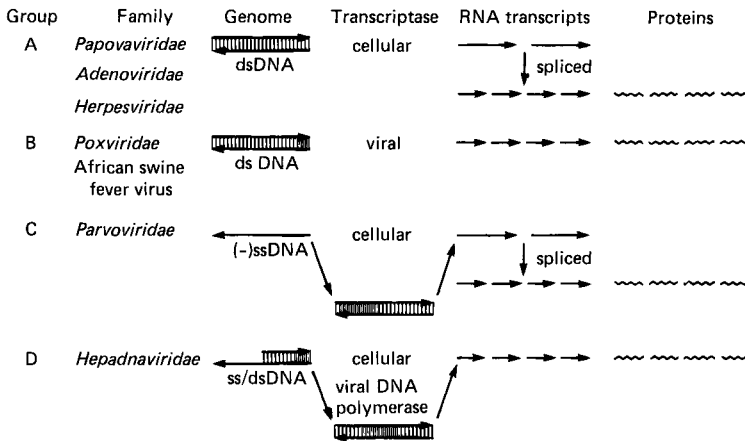 Group Family Genome Transcriptase RNA transcripts Proteins
A Papovaviridae cellular
dsDNA
Adenoviridae spliced
Herpesviridae
B Poxviridae viral
ds DNA
African swine
fever virus
C Parvoviridae cellular
(-)ssDNA
spliced
D Hepadnaviridae cellular
ss/dsDNA
viral DNA
polymerase